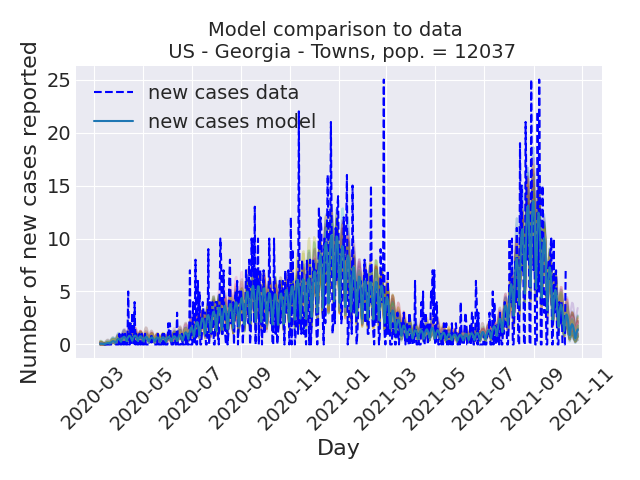 Model comparison to data
US - Georgia - Towns, pop. = 12037
Number of new cases reported
25
20
15
10
5
0
new cases data
new cases model
2020-03
2020-05
2020-07
2020-09
2020-11
2021-01
2021-03
2021-05
2021-07
2021-09
2021-11
Day